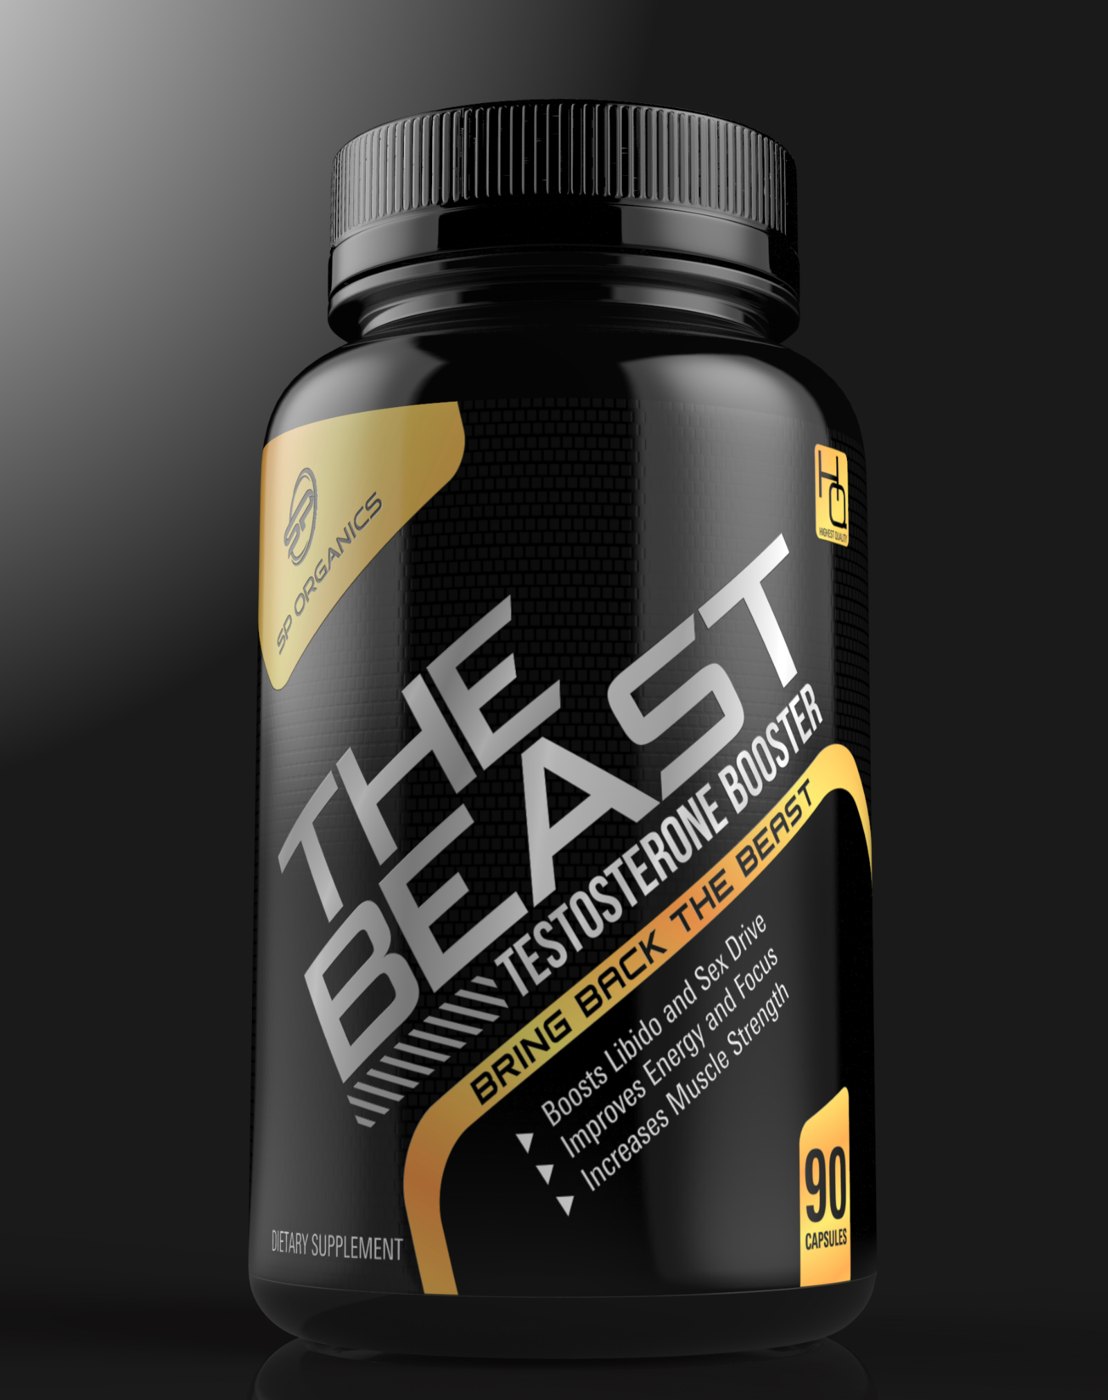 SP
SP ORGANICS
HQ
HIGHEST QUALITY
THE
BEAST
TESTOSTERONE BOOSTER
BRING BACK THE BEAST
Boosts Libido and Sex Drive
Improves Energy and Focus
Increases Muscle Strength
DIETARY SUPPLEMENT
90
CAPSULES